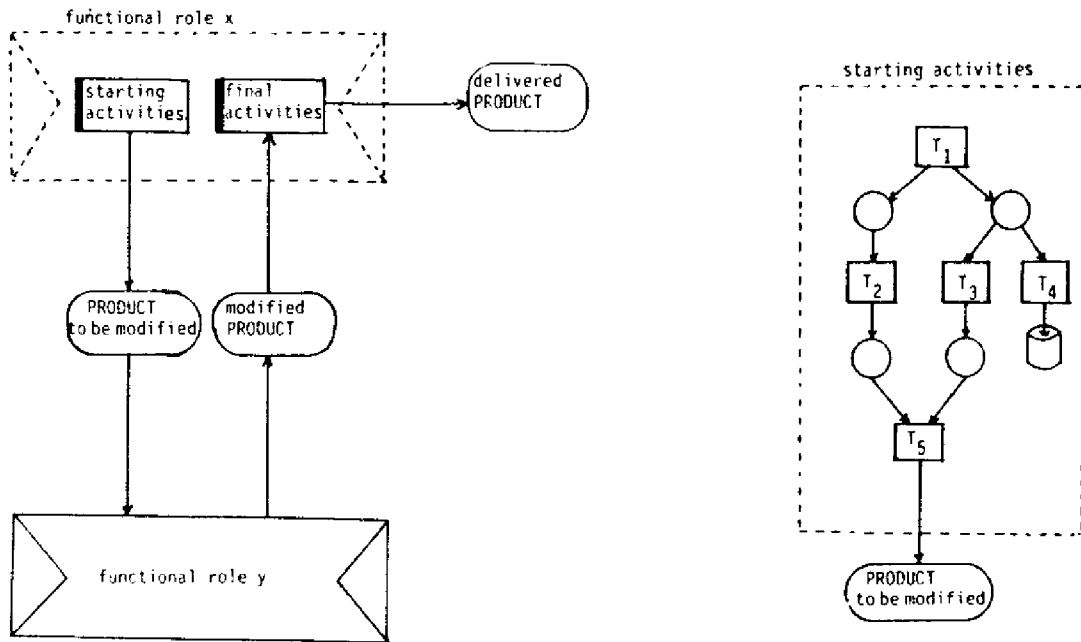 functional role x
starting
activities
final
activities
delivered
PRODUCT
PRODUCT
to be modified
modified
PRODUCT
functional role y
starting activities
T1
T2
T3
T4
T5
PRODUCT
to be modified